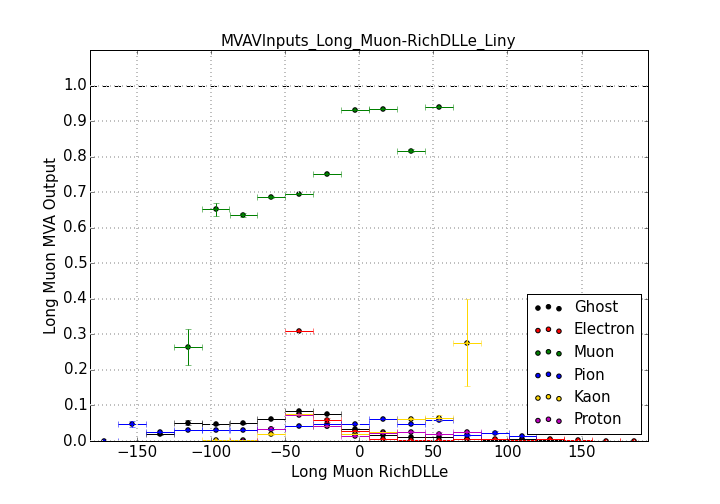 MVAVInputs_Long_Muon-RichDLLe_Liny
Long Muon MVA Output
1.0
0.9
0.8
0.7
0.6
0.5
0.4
0.3
0.2
0.1
0.0
Ghost
Electron
Muon
Pion
Kaon
Proton
−150
−100
−50
0
50
100
150
Long Muon RichDLLe